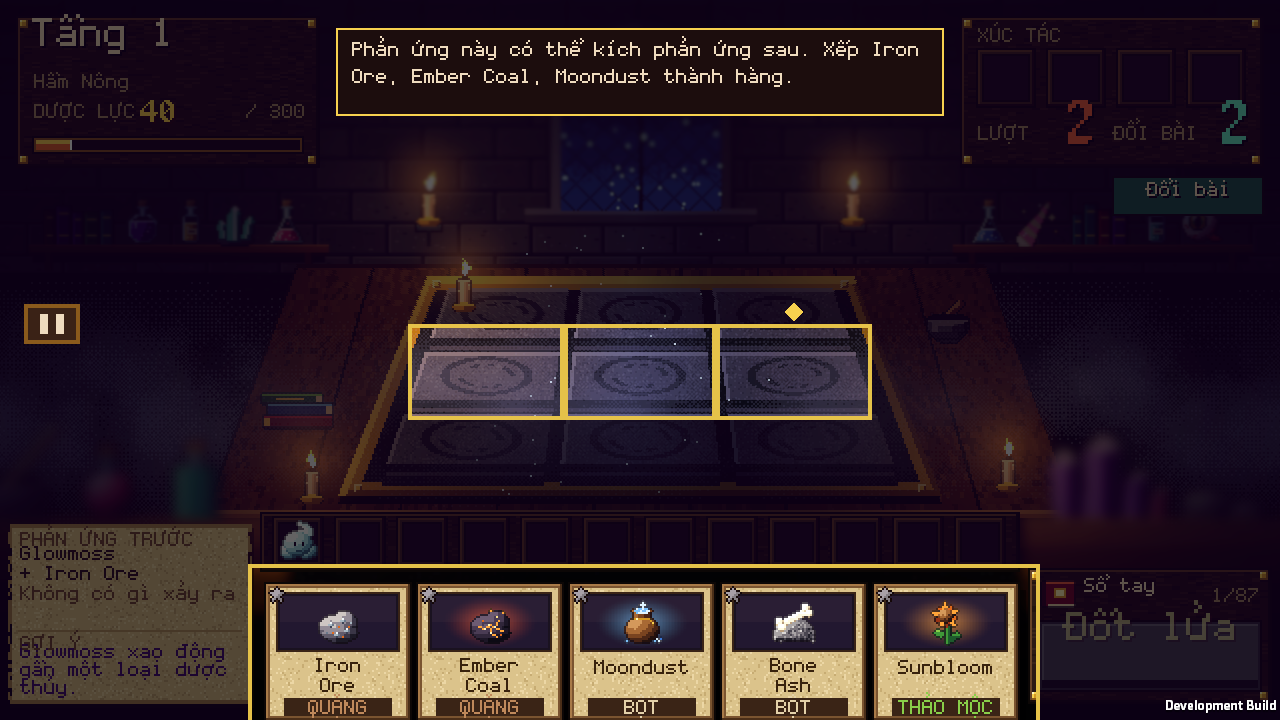 Tầng 1
Hầm Nông
DƯỢC LỰC 40 / 300
Phản ứng này có thể kích phản ứng sau. Xếp Iron
Ore, Ember Coal, Moondust thành hàng.
XÚC TÁC
LƯỢT 2 ĐỔI BÀI 2
Đổi bài
PHẢN ỨNG TRƯỚC
Glowmoss
+ Iron Ore
Không có gì xảy ra
GỢI Ý
Glowmoss xao động
gần một loại dược
thủy.
Iron
Ore
QUẶNG
Ember
Coal
QUẶNG
Moondust
BỘT
Bone
Ash
BỘT
Sunbloom
THẢO MỘC
Sổ tay
1/87
Đốt lửa
Development Build